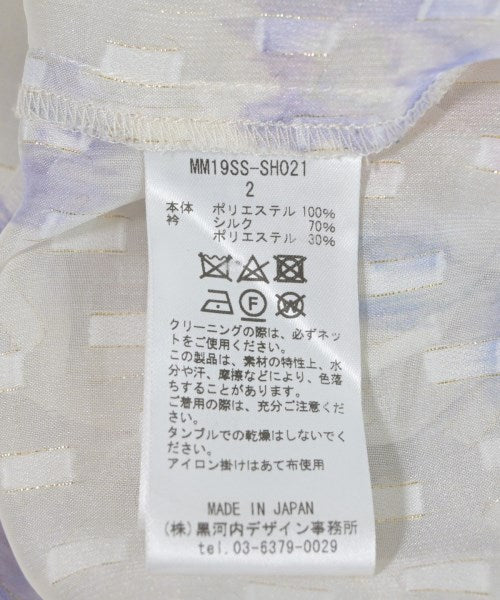 MM19SS-SH021
2
本体 ポリエステル 100%
衿 シルク 70%
ポリエステル 30%
F
W
クリーニングの際は、必ずネッ
トをご使用ください。
この製品は、素材の特性上、水
分や汗、摩擦などにより、色落
ちすることがあります。
ご着用の際は、充分ご注意くだ
さい。
タンブルでの乾燥はしないでく
ださい。
アイロン掛けはあて布使用
MADE IN JAPAN
(株)黒河内デザイン事務所
tel. 03-6379-0029